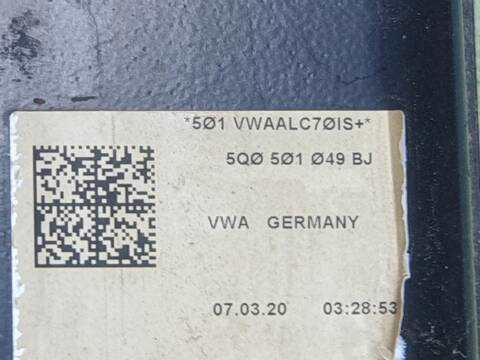 *5Ø1 VWAALC7ØIS+*
5QØ 5Ø1 Ø49 BJ
VWA GERMANY
07.03.20 03:28:53